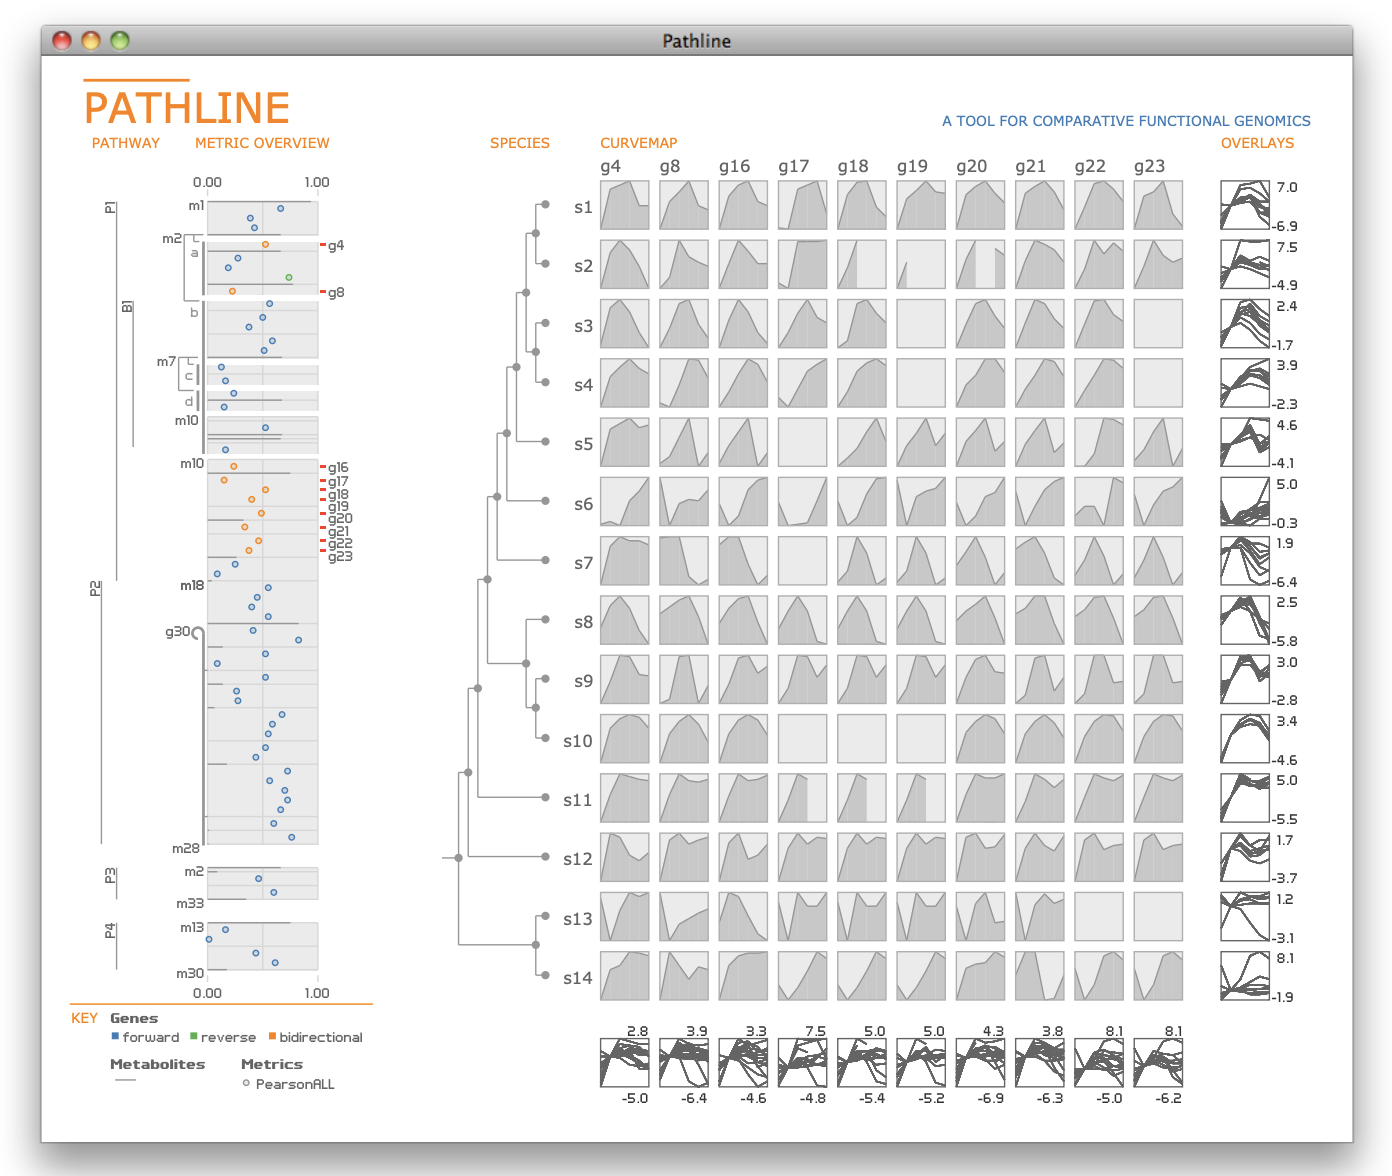 Pathline
PATHLINE
A TOOL FOR COMPARATIVE FUNCTIONAL GENOMICS
PATHWAY METRIC OVERVIEW SPECIES CURVEMAP OVERLAYS
g4 g8 g16 g17 g18 g19 g20 g21 g22 g23
0.00 1.00
P1
m1
m2
a
g4
g8
B1
b
m7
c
d
m10
m10
g16
g17
g18
g19
g20
g21
g22
g23
P2
m18
g30
m28
P3
m2
m33
P4
m13
m30
0.00 1.00
s1 7.0
-6.9
s2 7.5
-4.9
s3 2.4
-1.7
s4 3.9
-2.3
s5 4.6
-4.1
s6 5.0
-0.3
s7 1.9
-6.4
s8 2.5
-5.8
s9 3.0
-2.8
s10 3.4
-4.6
s11 5.0
-5.5
s12 1.7
-3.7
s13 1.2
-3.1
s14 8.1
-1.9
2.8 3.9 3.3 7.5 5.0 5.0 4.3 3.8 8.1 8.1
-5.0 -6.4 -4.6 -4.8 -5.4 -5.2 -6.9 -6.3 -5.0 -6.2
KEY Genes
forward reverse bidirectional
Metabolites Metrics
PearsonALL